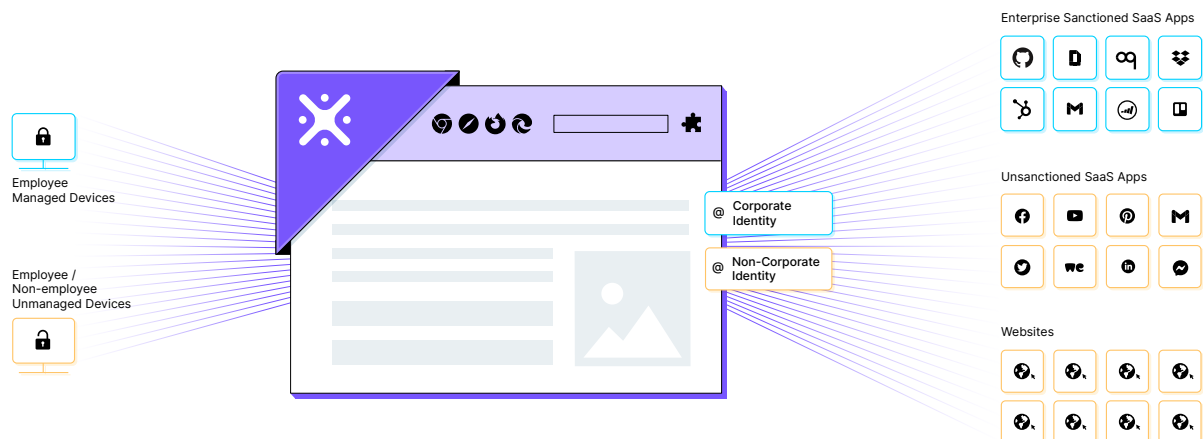 Enterprise Sanctioned SaaS Apps
Employee
Managed Devices
Unsanctioned SaaS Apps
@ Corporate
Identity
@ Non-Corporate
Identity
Employee /
Non-employee
Unmanaged Devices
Websites